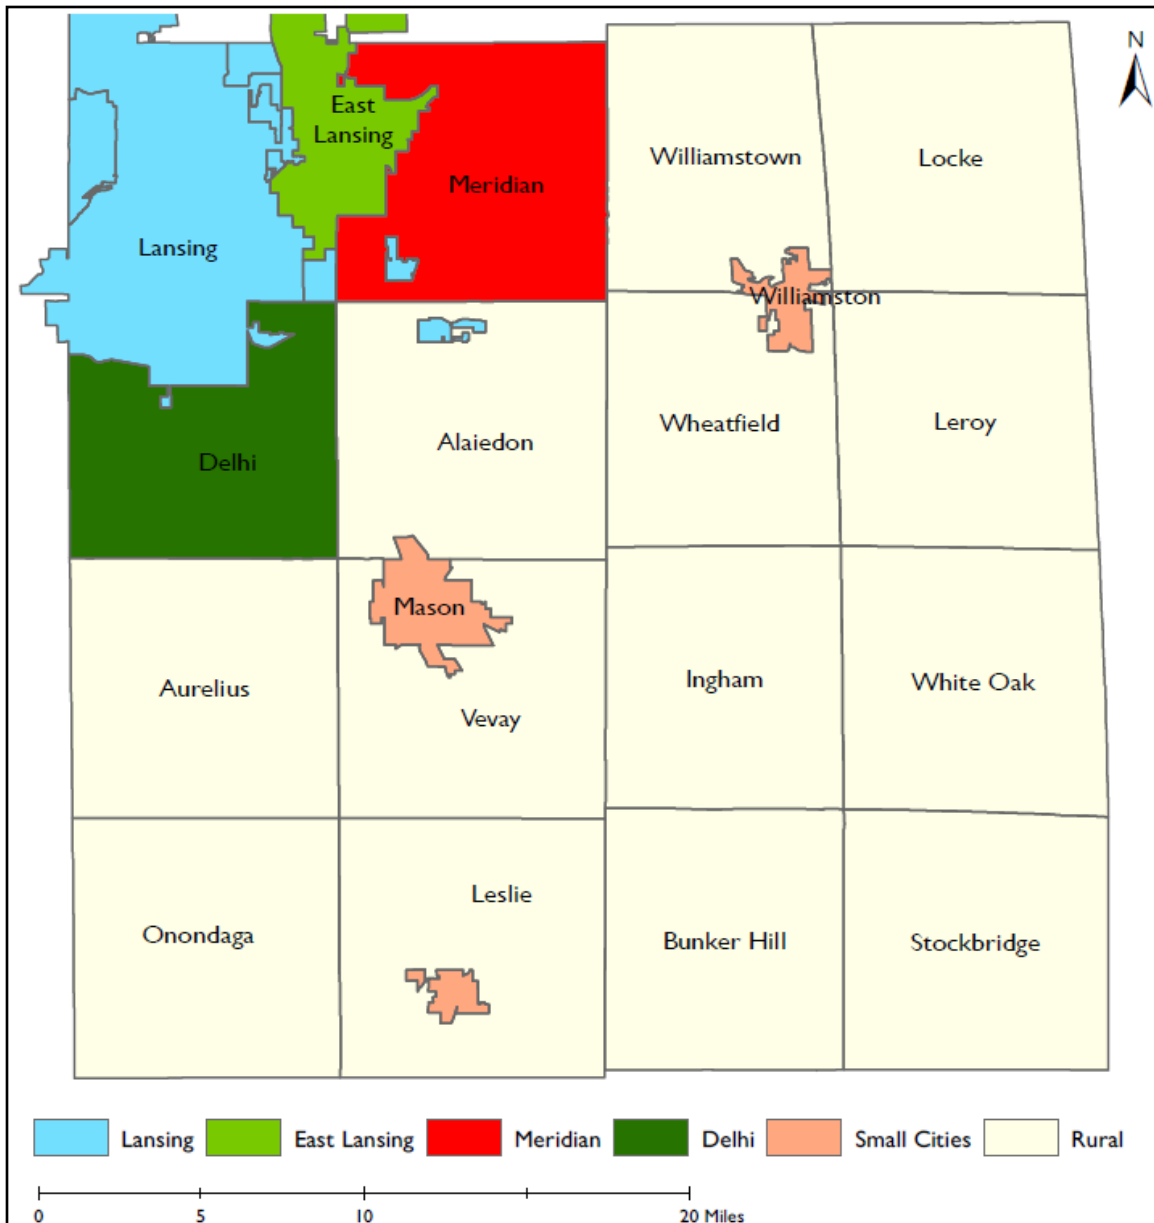 N
East
Lansing
Williamstown
Locke
Meridian
Lansing
Williamston
Wheatfield
Leroy
Alaiedon
Delhi
Mason
Aurelius
Ingham
White Oak
Vevay
Leslie
Onondaga
Bunker Hill
Stockbridge
Lansing East Lansing Meridian Delhi Small Cities Rural
0 5 10 20 Miles